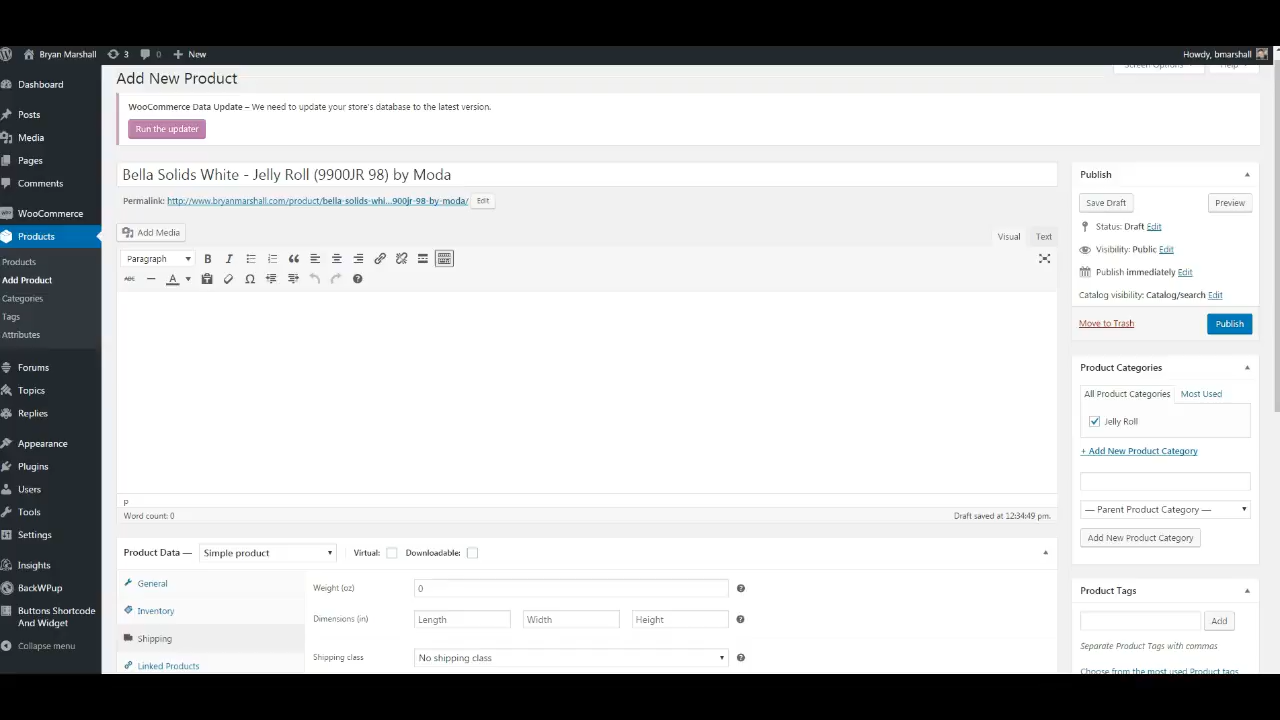 Bryan Marshall 3 0 New Howdy, bmarshall
Screen Options Help
Dashboard
Posts
Media
Pages
Comments
WooCommerce
Products
Products
Add Product
Categories
Tags
Attributes
Forums
Topics
Replies
Appearance
Plugins
Users
Tools
Settings
Insights
BackWPup
Buttons Shortcode
And Widget
Collapse menu
Add New Product
WooCommerce Data Update – We need to update your store's database to the latest version.
Run the updater
Bella Solids White - Jelly Roll (9900JR 98) by Moda
Permalink: http://www.bryanmarshall.com/product/bella-solids-whi...900jr-98-by-moda/ Edit
Add Media
Visual Text
Paragraph B I
ABC A
P
Word count: 0 Draft saved at 12:34:49 pm.
Product Data — Simple product Virtual: Downloadable:
General
Inventory
Shipping
Linked Products
Weight (oz) 0
Dimensions (in) Length Width Height
Shipping class No shipping class
Publish
Save Draft Preview
Status: Draft Edit
Visibility: Public Edit
Publish immediately Edit
Catalog visibility: Catalog/search Edit
Move to Trash Publish
Product Categories
All Product Categories Most Used
Jelly Roll
+ Add New Product Category
— Parent Product Category —
Add New Product Category
Product Tags
Add
Separate Product Tags with commas
Choose from the most used Product tags